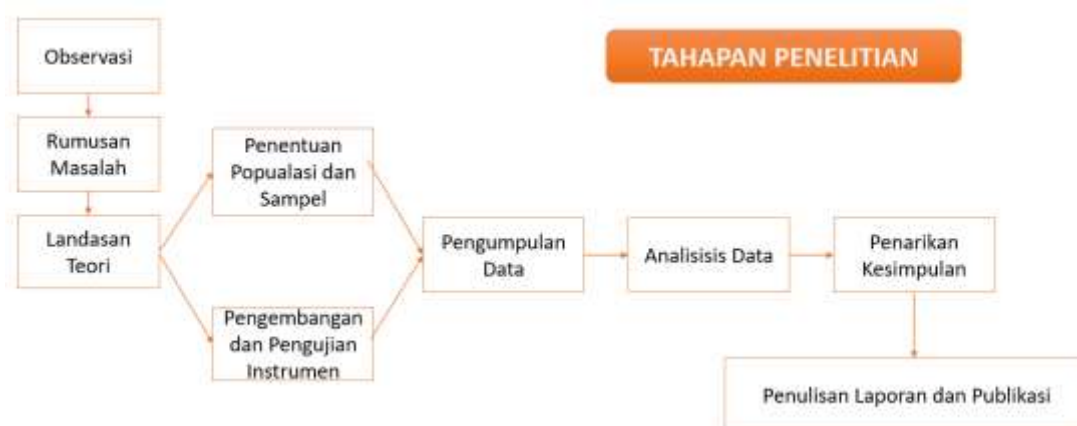 TAHAPAN PENELITIAN
Observasi
Rumusan
Masalah
Landasan
Teori
Penentuan
Popualasi dan
Sampel
Pengembangan
dan Pengujian
Instrumen
Pengumpulan
Data
Analisisis Data
Penarikan
Kesimpulan
Penulisan Laporan dan Publikasi